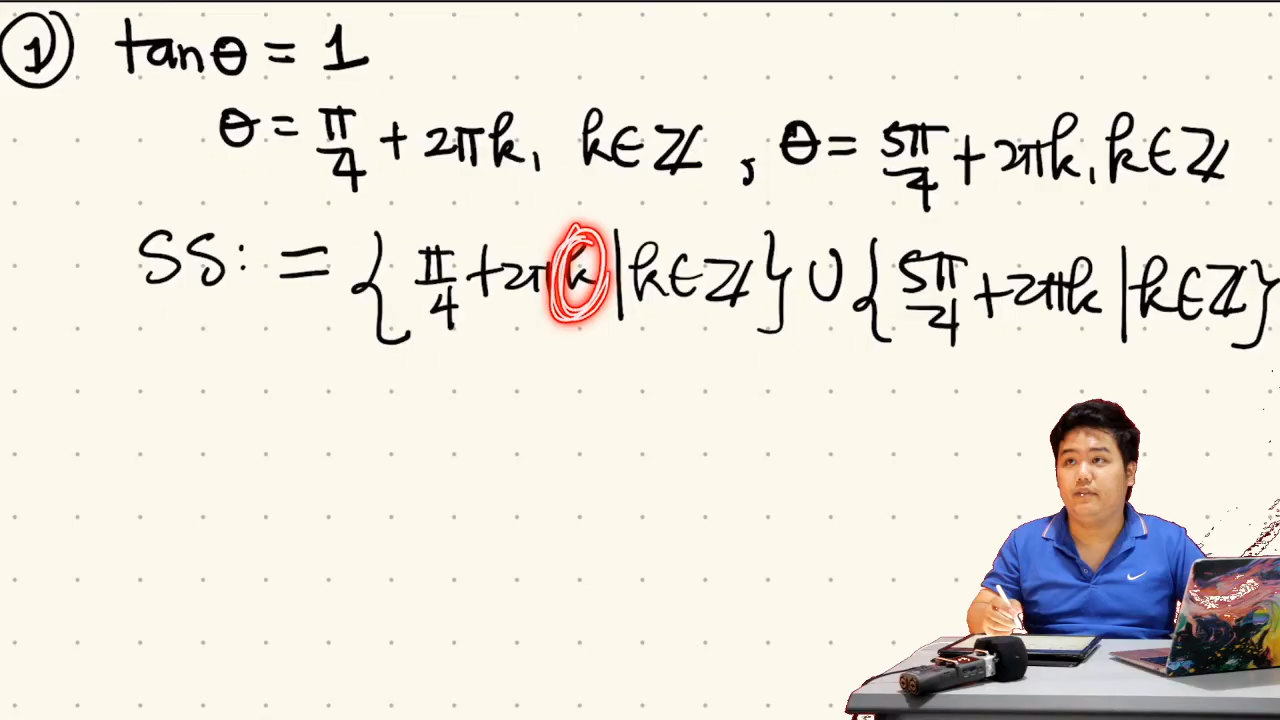 ① tanθ = 1
θ = π/4 + 2πk, k∈ℤ, θ = 5π/4 + 2πk, k∈ℤ
SS: = {π/4 + 2πk | k∈ℤ} ∪ {5π/4 + 2πk | k∈ℤ}